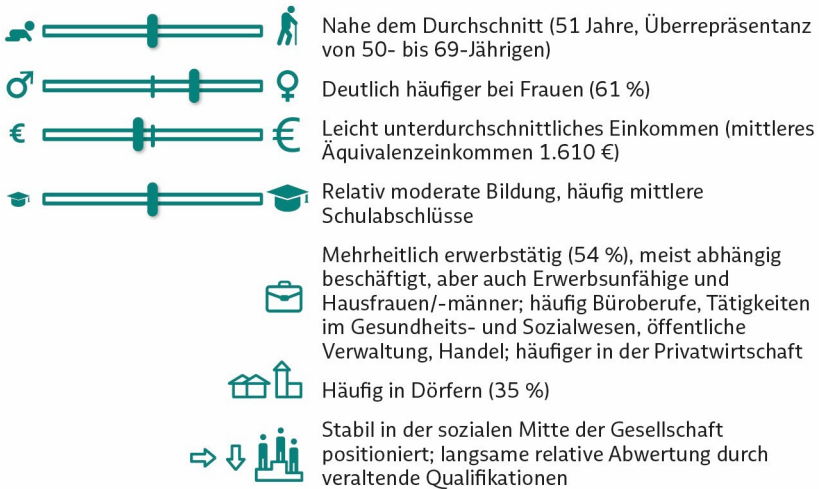 Nahe dem Durchschnitt (51 Jahre, Überrepräsentanz
von 50- bis 69-Jährigen)
Deutlich häufiger bei Frauen (61 %)
€
€
Leicht unterdurchschnittliches Einkommen (mittleres
Äquivalenzeinkommen 1.610 €)
Relativ moderate Bildung, häufig mittlere
Schulabschlüsse
Mehrheitlich erwerbstätig (54 %), meist abhängig
beschäftigt, aber auch Erwerbsunfähige und
Hausfrauen/-männer; häufig Büroberufe, Tätigkeiten
im Gesundheits- und Sozialwesen, öffentliche
Verwaltung, Handel; häufiger in der Privatwirtschaft
Häufig in Dörfern (35 %)
Stabil in der sozialen Mitte der Gesellschaft
positioniert; langsame relative Abwertung durch
veraltende Qualifikationen